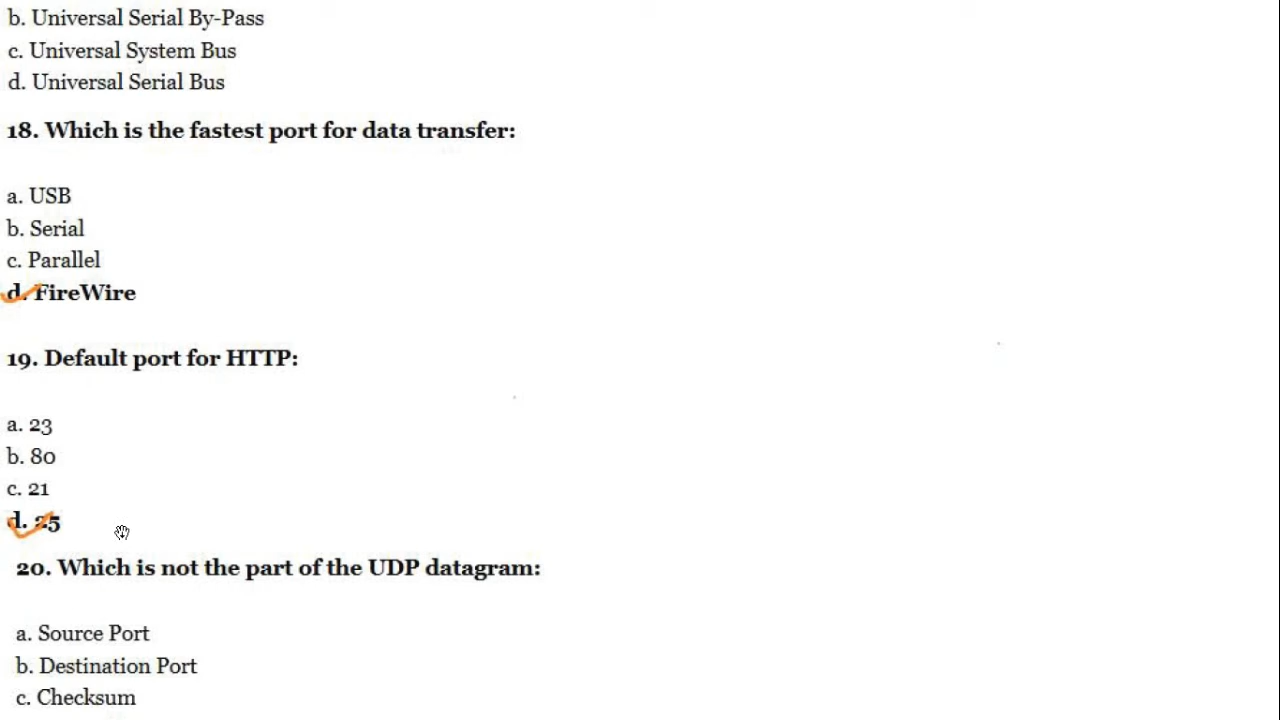 b. Universal Serial By-Pass
c. Universal System Bus
d. Universal Serial Bus
18. Which is the fastest port for data transfer:
a. USB
b. Serial
c. Parallel
d. FireWire
19. Default port for HTTP:
a. 23
b. 80
c. 21
d. 25
20. Which is not the part of the UDP datagram:
a. Source Port
b. Destination Port
c. Checksum